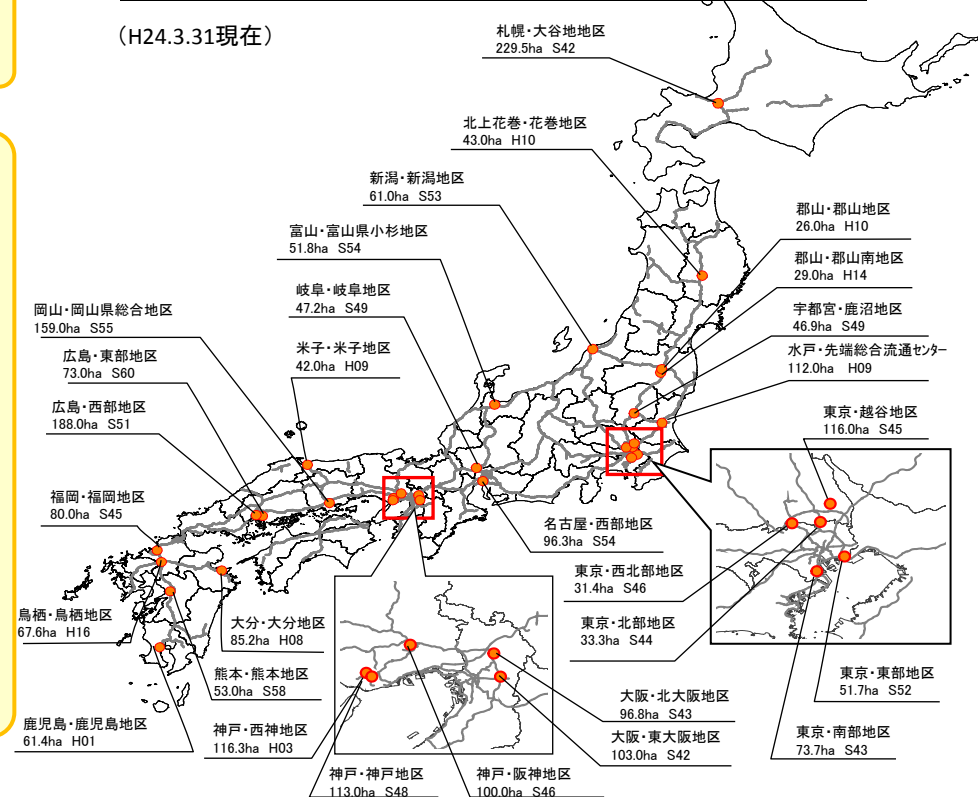 （H24.3.31現在）
札幌・大谷地地区
229.5ha S42
北上花巻・花巻地区
43.0ha H10
新潟・新潟地区
61.0ha S53
富山・富山県小杉地区
51.8ha S54
岐阜・岐阜地区
47.2ha S49
米子・米子地区
42.0ha H09
岡山・岡山県総合地区
159.0ha S55
広島・東部地区
73.0ha S60
広島・西部地区
188.0ha S51
福岡・福岡地区
80.0ha S45
鳥栖・鳥栖地区
67.6ha H16
鹿児島・鹿児島地区
61.4ha H01
大分・大分地区
85.2ha H08
熊本・熊本地区
53.0ha S58
神戸・西神地区
116.3ha H03
神戸・神戸地区
113.0ha S48
神戸・阪神地区
100.0ha S46
大阪・北大阪地区
96.8ha S43
大阪・東大阪地区
103.0ha S42
名古屋・西部地区
96.3ha S54
郡山・郡山地区
26.0ha H10
郡山・郡山南地区
29.0ha H14
宇都宮・鹿沼地区
46.9ha S49
水戸・先端総合流通センター
112.0ha H09
東京・越谷地区
116.0ha S45
東京・西北部地区
31.4ha S46
東京・北部地区
33.3ha S44
東京・東部地区
51.7ha S52
東京・南部地区
73.7ha S43